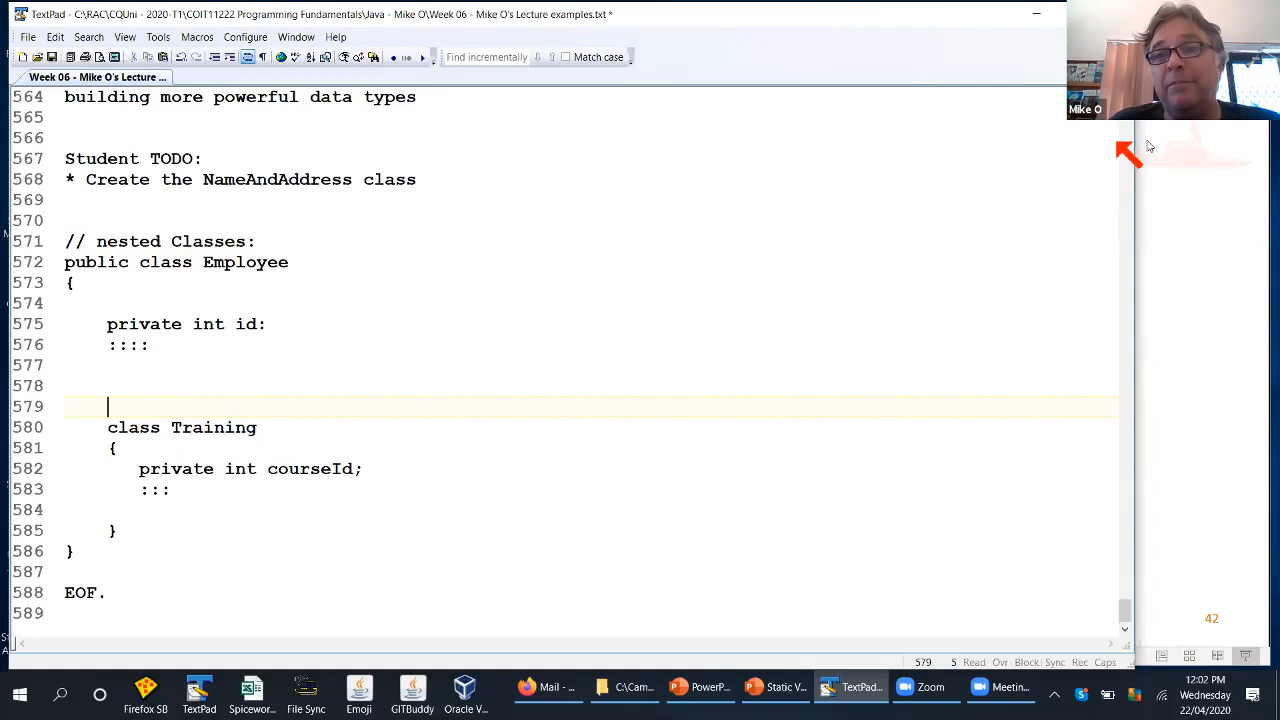 TextPad - C:\RAC\CQUni - 2020-T1\COIT11222 Programming Fundamentals\Java - Mike O\Week 06 - Mike O's Lecture examples.txt *
File Edit Search View Tools Macros Configure Window Help
Find incrementally Match case
Week 06 - Mike O's Lecture ...
Mike O
564 building more powerful data types
565
566
567 Student TODO:
568 * Create the NameAndAddress class
569
570
571 // nested Classes:
572 public class Employee
573 {
574
575 private int id:
576 ::::
577
578
579
580 class Training
581 {
582 private int courseId;
583 :::
584
585 }
586 }
587
588 EOF.
589
42
579 5 Read Ovr Block Sync Rec Caps
Firefox SB TextPad Spicewor... File Sync Emoji GITBuddy Oracle V...
Mail - ... C:\Cam... PowerP... Static V... TextPad... Zoom Meetin...
12:02 PM
Wednesday
22/04/2020